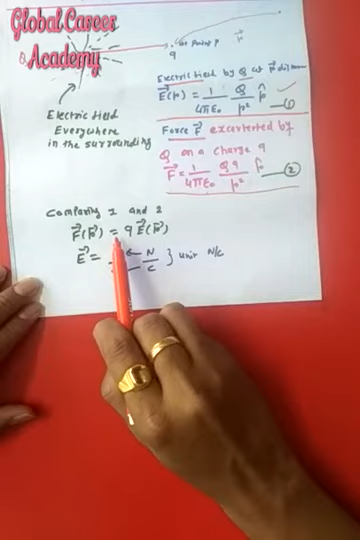 Global Career
Academy
Q
q
at Point P
Electric field by Q at r⃗ distance
E⃗(r) = 1/4πε₀ Q/r² r̂ —①
Electric field
Everywhere
in the surrounding
Force F⃗ excerterted by
Q on a charge q
F⃗ = 1/4πε₀ Qq/r² r̂ —②
Comparing 1 and 2
F⃗(r⃗) = q E⃗(r⃗)
E⃗ = ← N/C } unit N/C